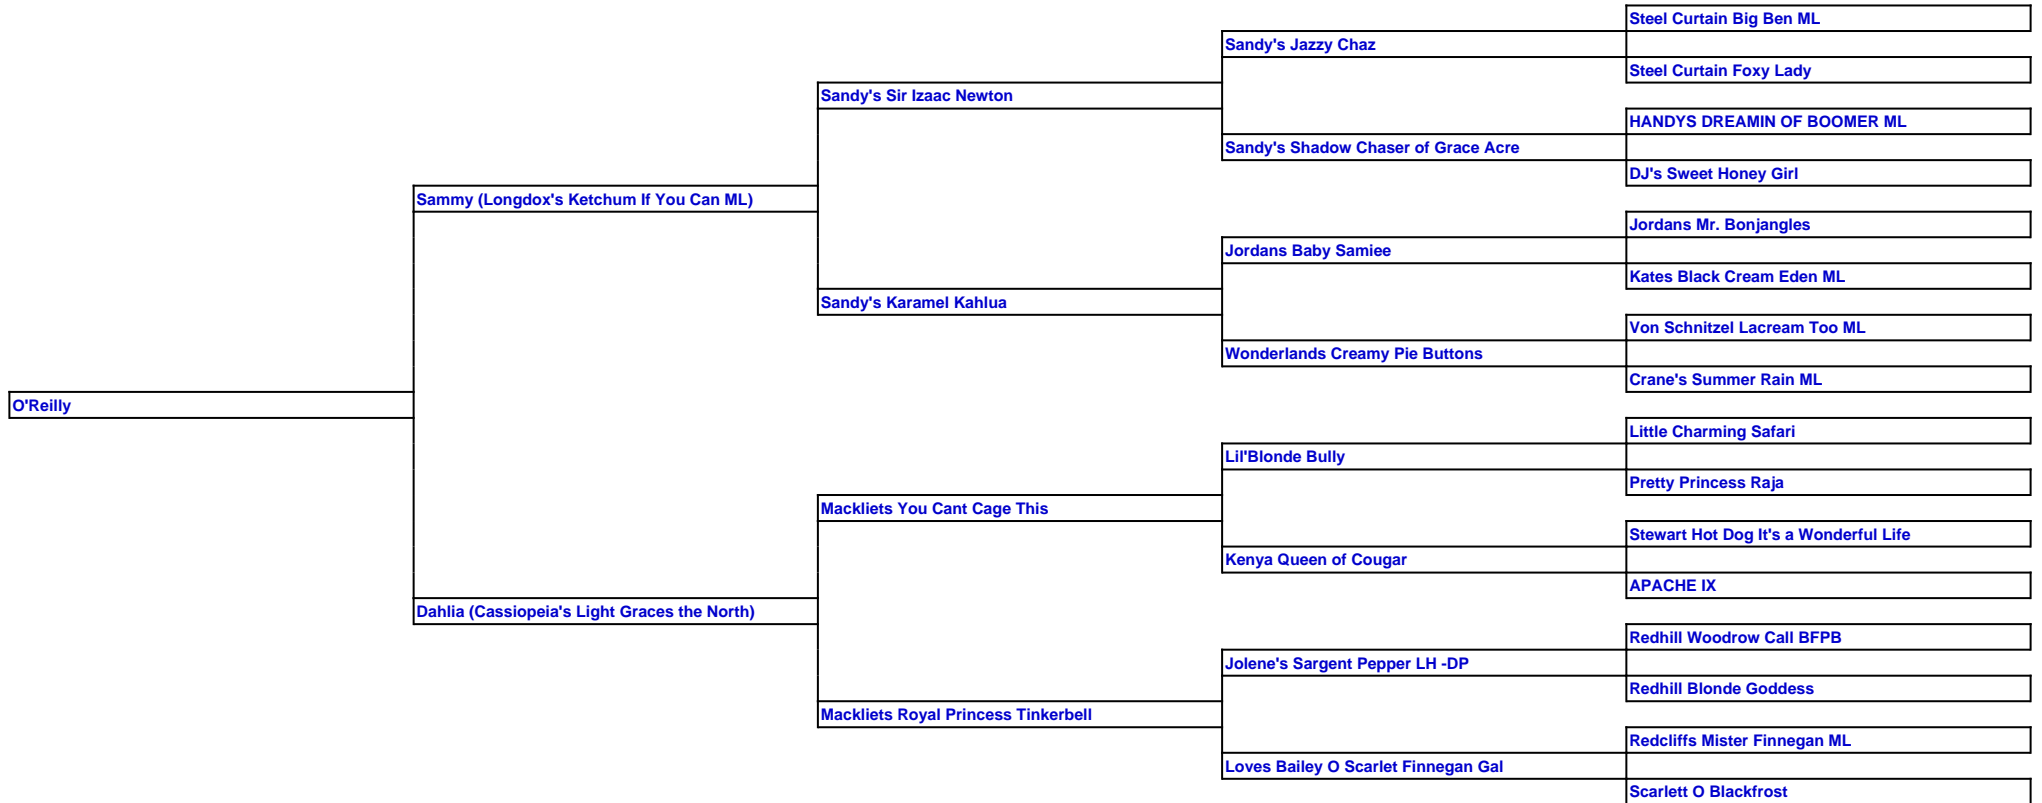 Steel Curtain Big Ben ML
Sandy's Jazzy Chaz
Steel Curtain Foxy Lady
Sandy's Sir Izaac Newton
HANDYS DREAMIN OF BOOMER ML
Sandy's Shadow Chaser of Grace Acre
DJ's Sweet Honey Girl
Sammy (Longdox's Ketchum If You Can ML)
Jordans Mr. Bonjangles
Jordans Baby Samiee
Kates Black Cream Eden ML
Sandy's Karamel Kahlua
Von Schnitzel Lacream Too ML
Wonderlands Creamy Pie Buttons
Crane's Summer Rain ML
O'Reilly
Little Charming Safari
Lil'Blonde Bully
Pretty Princess Raja
Mackliets You Cant Cage This
Stewart Hot Dog It's a Wonderful Life
Kenya Queen of Cougar
APACHE IX
Dahlia (Cassiopeia's Light Graces the North)
Redhill Woodrow Call BFPB
Jolene's Sargent Pepper LH -DP
Redhill Blonde Goddess
Mackliets Royal Princess Tinkerbell
Redcliffs Mister Finnegan ML
Loves Bailey O Scarlet Finnegan Gal
Scarlett O Blackfrost